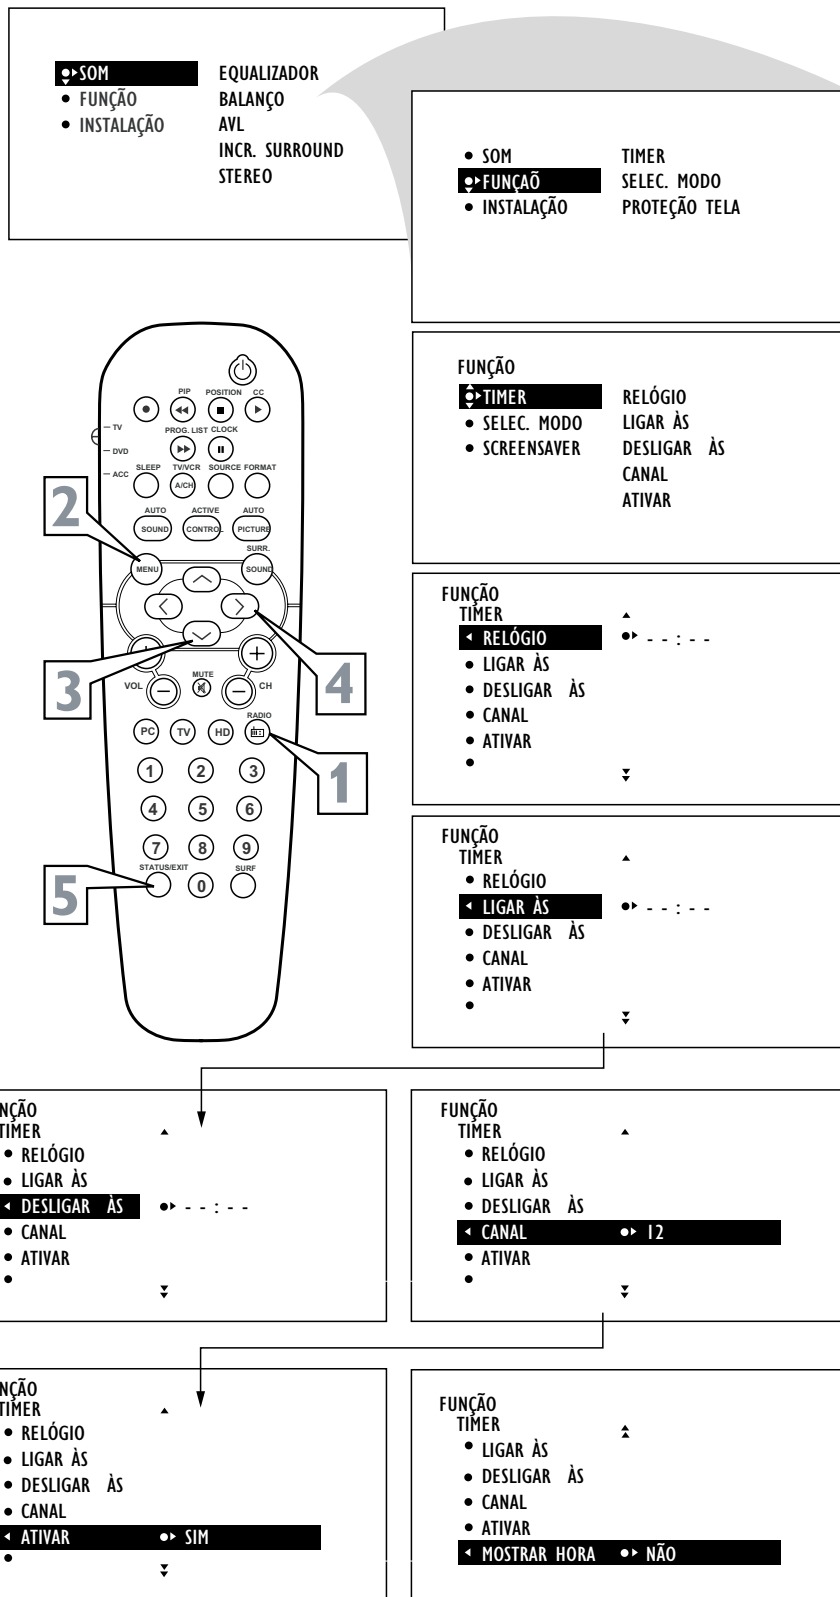 SOM EQUALIZADOR
FUNÇÃO BALANÇO
INSTALAÇÃO AVL
INCR. SURROUND
STEREO
SOM TIMER
FUNÇAÕ SELEC. MODO
INSTALAÇÃO PROTEÇÃO TELA
FUNÇÃO
TIMER RELÓGIO
SELEC. MODO LIGAR ÀS
SCREENSAVER DESLIGAR ÀS
CANAL
ATIVAR
PIP POSITION CC
TV PROG. LIST CLOCK
DVD
ACC SLEEP TV/VCR SOURCE FORMAT
A/CH
AUTO ACTIVE AUTO
SOUND CONTROL PICTURE
SURR.
MENU SOUND
2
3
4
VOL MUTE CH
RADIO
PC TV HD
1
1 2 3
4 5 6
7 8 9
STATUS/EXIT SURF
0
5
FUNÇÃO
TIMER
RELÓGIO - - : - -
LIGAR ÀS
DESLIGAR ÀS
CANAL
ATIVAR
FUNÇÃO
TIMER
RELÓGIO
LIGAR ÀS - - : - -
DESLIGAR ÀS
CANAL
ATIVAR
NÇÃO
TIMER
RELÓGIO
LIGAR ÀS
DESLIGAR ÀS - - : - -
CANAL
ATIVAR
FUNÇÃO
TIMER
RELÓGIO
LIGAR ÀS
DESLIGAR ÀS
CANAL 12
ATIVAR
NÇÃO
TIMER
RELÓGIO
LIGAR ÀS
DESLIGAR ÀS
CANAL
ATIVAR SIM
FUNÇÃO
TIMER
LIGAR ÀS
DESLIGAR ÀS
CANAL
ATIVAR
MOSTRAR HORA NÃO